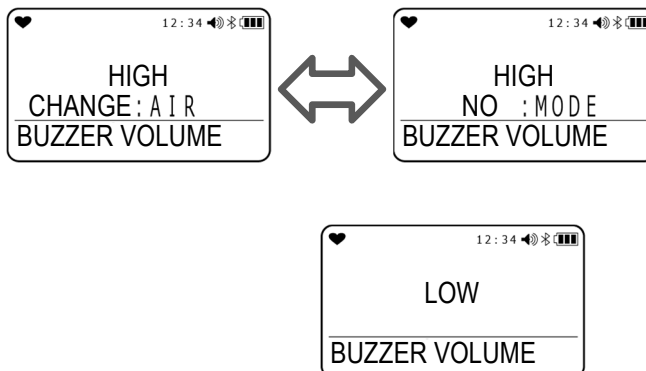 12:34
HIGH
CHANGE:AIR
BUZZER VOLUME
12:34
HIGH
NO :MODE
BUZZER VOLUME
12:34
LOW
BUZZER VOLUME